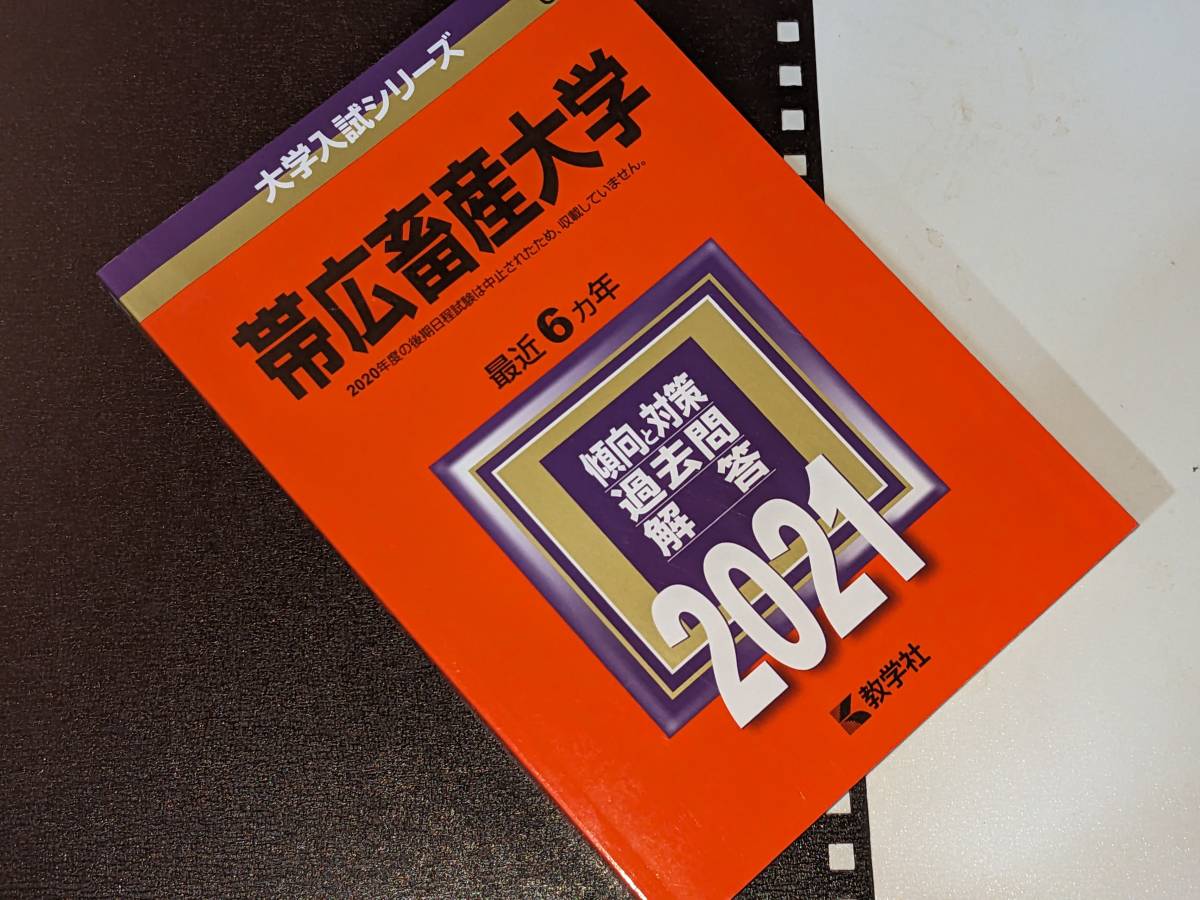 大学入試シリーズ
帯広畜産大学
2020年度の後期日程試験は中止されたため、収載していません。
最近6カ年
傾向と対策
過去問
解答
2021
教学社